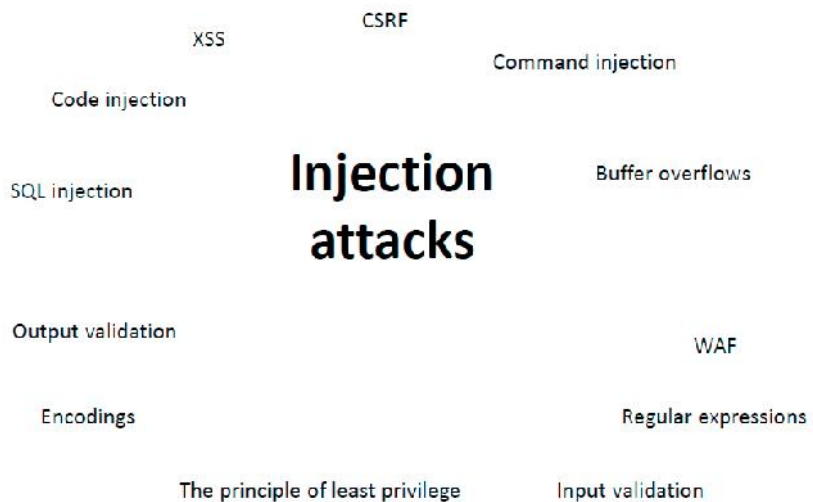 CSRF
XSS
Command injection
Code injection
Injection
attacks
Buffer overflows
SQL injection
Output validation
WAF
Encodings
Regular expressions
The principle of least privilege
Input validation